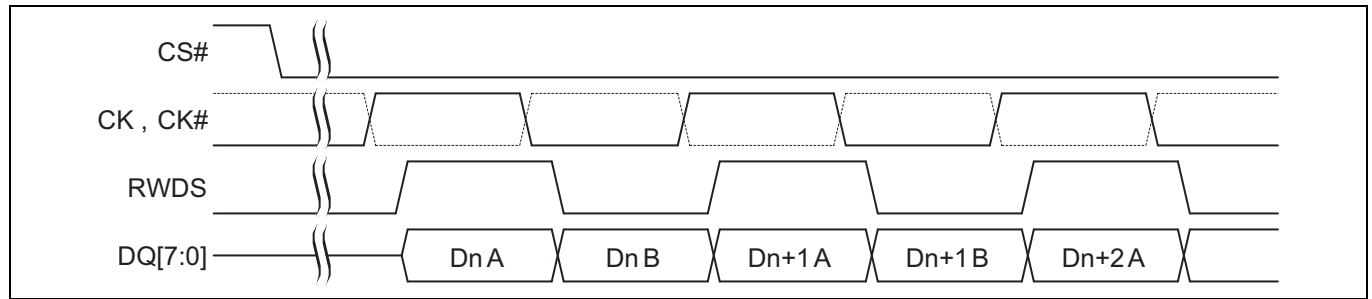 CS#
CK , CK#
RWDS
DQ[7:0] Dn A Dn B Dn+1 A Dn+1 B Dn+2 A